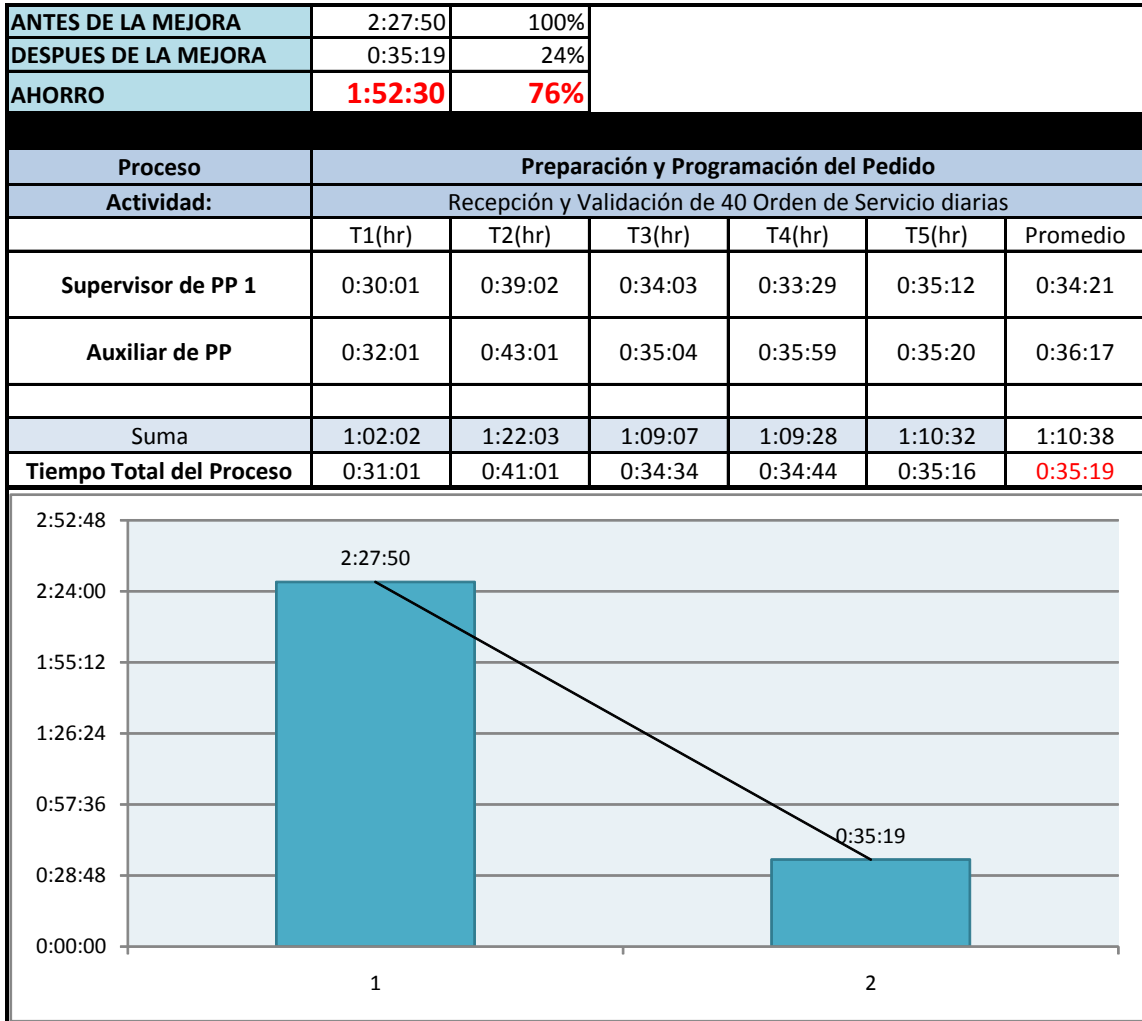 ANTES DE LA MEJORA 2:27:50 100%
DESPUES DE LA MEJORA 0:35:19 24%
AHORRO 1:52:30 76%
Proceso Preparación y Programación del Pedido
Actividad: Recepción y Validación de 40 Orden de Servicio diarias
T1(hr) T2(hr) T3(hr) T4(hr) T5(hr) Promedio
Supervisor de PP 1 0:30:01 0:39:02 0:34:03 0:33:29 0:35:12 0:34:21
Auxiliar de PP 0:32:01 0:43:01 0:35:04 0:35:59 0:35:20 0:36:17
Suma 1:02:02 1:22:03 1:09:07 1:09:28 1:10:32 1:10:38
Tiempo Total del Proceso 0:31:01 0:41:01 0:34:34 0:34:44 0:35:16 0:35:19
2:52:48
2:27:50
2:24:00
1:55:12
1:26:24
0:57:36
0:35:19
0:28:48
0:00:00
1 2